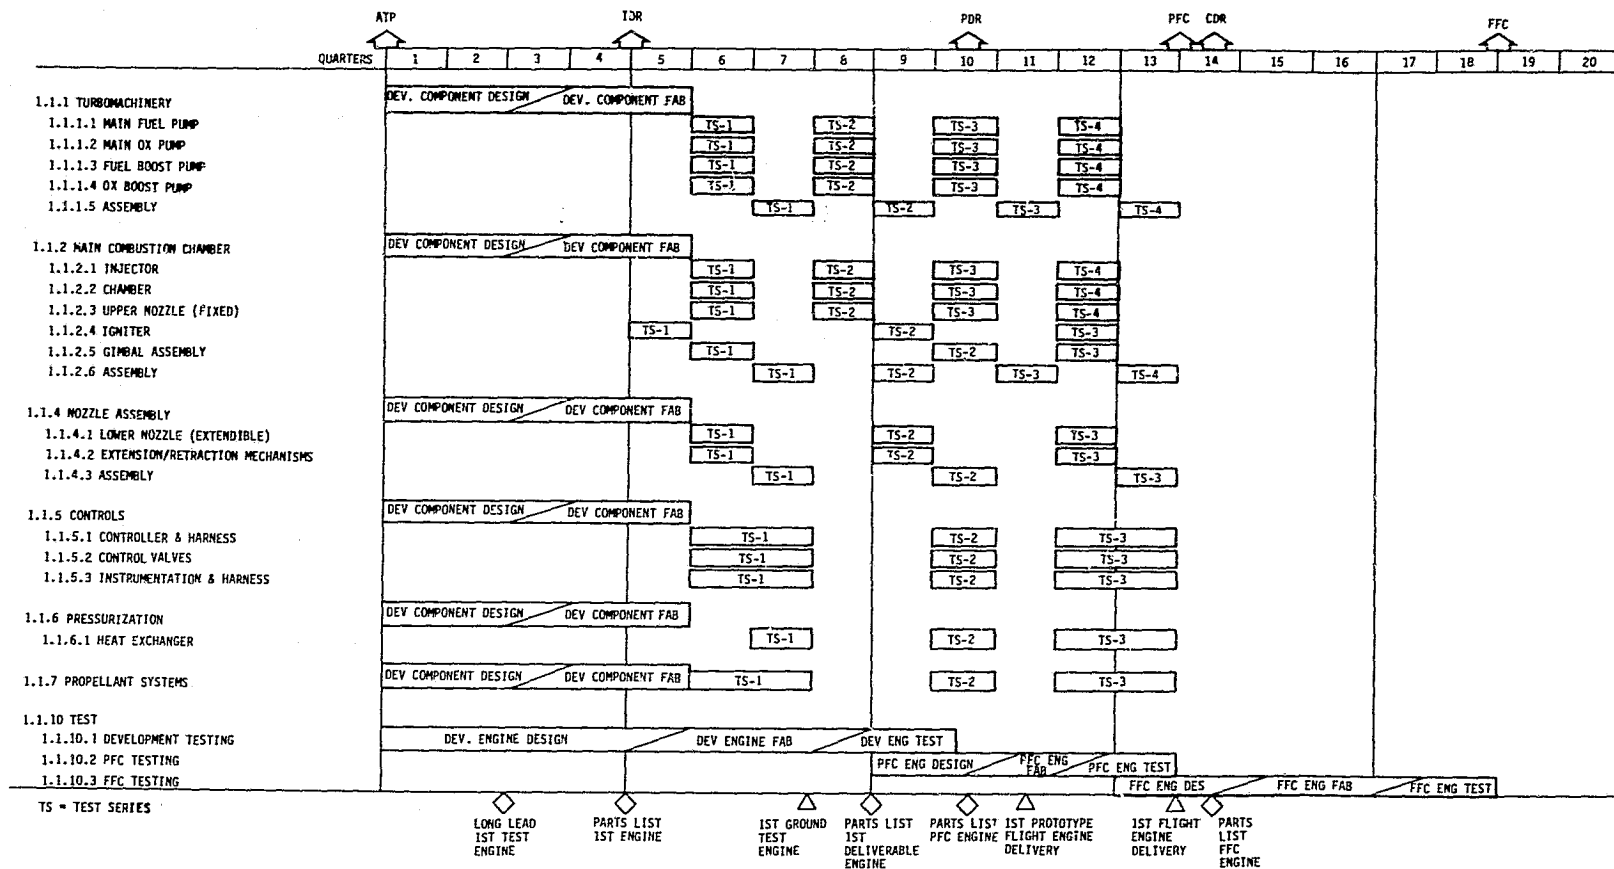 ATP IDR PDR PFC CDR FFC
QUARTERS 1 2 3 4 5 6 7 8 9 10 11 12 13 14 15 16 17 18 19 20
1.1.1 TURBOMACHINERY DEV. COMPONENT DESIGN DEV. COMPONENT FAB
1.1.1.1 MAIN FUEL PUMP TS-1 TS-2 TS-3 TS-4
1.1.1.2 MAIN OX PUMP TS-1 TS-2 TS-3 TS-4
1.1.1.3 FUEL BOOST PUMP TS-1 TS-2 TS-3 TS-4
1.1.1.4 OX BOOST PUMP TS-1 TS-2 TS-3 TS-4
1.1.1.5 ASSEMBLY TS-1 TS-2 TS-3 TS-4
1.1.2 MAIN COMBUSTION CHAMBER DEV COMPONENT DESIGN DEV COMPONENT FAB
1.1.2.1 INJECTOR TS-1 TS-2 TS-3 TS-4
1.1.2.2 CHAMBER TS-1 TS-2 TS-3 TS-4
1.1.2.3 UPPER NOZZLE (FIXED) TS-1 TS-2 TS-3 TS-4
1.1.2.4 IGNITER TS-1 TS-2 TS-3
1.1.2.5 GIMBAL ASSEMBLY TS-1 TS-2 TS-3
1.1.2.6 ASSEMBLY TS-1 TS-2 TS-3 TS-4
1.1.4 NOZZLE ASSEMBLY DEV COMPONENT DESIGN DEV COMPONENT FAB
1.1.4.1 LOWER NOZZLE (EXTENDIBLE) TS-1 TS-2 TS-3
1.1.4.2 EXTENSION/RETRACTION MECHANISMS TS-1 TS-2 TS-3
1.1.4.3 ASSEMBLY TS-1 TS-2 TS-3
1.1.5 CONTROLS DEV COMPONENT DESIGN DEV COMPONENT FAB
1.1.5.1 CONTROLLER & HARNESS TS-1 TS-2 TS-3
1.1.5.2 CONTROL VALVES TS-1 TS-2 TS-3
1.1.5.3 INSTRUMENTATION & HARNESS TS-1 TS-2 TS-3
1.1.6 PRESSURIZATION DEV COMPONENT DESIGN DEV COMPONENT FAB
1.1.6.1 HEAT EXCHANGER TS-1 TS-2 TS-3
1.1.7 PROPELLANT SYSTEMS DEV COMPONENT DESIGN DEV COMPONENT FAB TS-1 TS-2 TS-3
1.1.10 TEST
1.1.10.1 DEVELOPMENT TESTING DEV. ENGINE DESIGN DEV ENGINE FAB DEV ENG TEST
1.1.10.2 PFC TESTING PFC ENG DESIGN PFC ENG FAB PFC ENG TEST
1.1.10.3 FFC TESTING FFC ENG DES FFC ENG FAB FFC ENG TEST
TS = TEST SERIES
LONG LEAD
1ST TEST
ENGINE
PARTS LIST
1ST ENGINE
1ST GROUND
TEST
ENGINE
PARTS LIST
1ST
DELIVERABLE
ENGINE
PARTS LIST
PFC ENGINE
1ST PROTOTYPE
FLIGHT ENGINE
DELIVERY
1ST FLIGHT
ENGINE
DELIVERY
PARTS
LIST
FFC
ENGINE